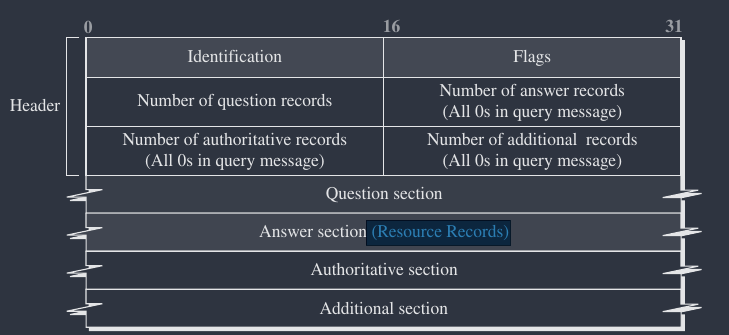 0 16 31
Header
Identification
Flags
Number of question records
Number of answer records
(All 0s in query message)
Number of authoritative records
(All 0s in query message)
Number of additional records
(All 0s in query message)
Question section
Answer section (Resource Records)
Authoritative section
Additional section